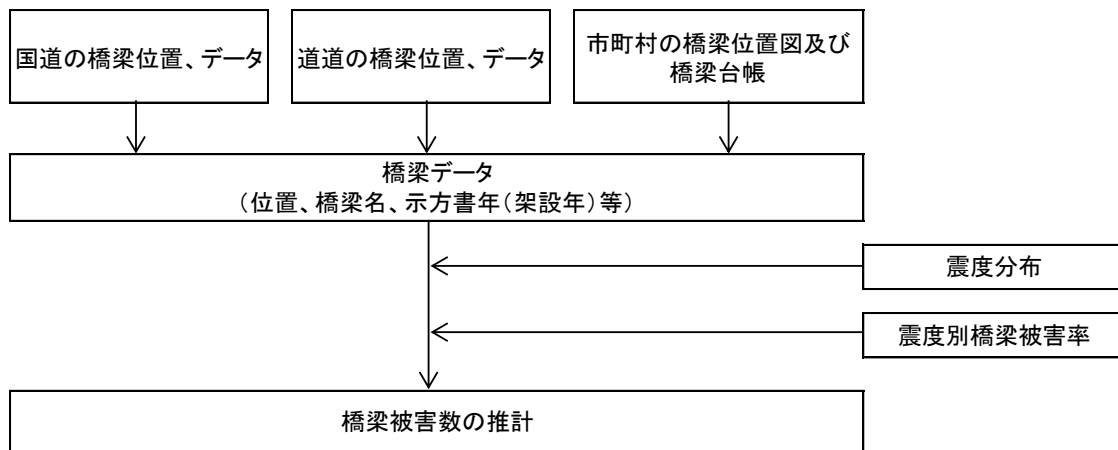 国道の橋梁位置、データ
道道の橋梁位置、データ
市町村の橋梁位置図及び
橋梁台帳
橋梁データ
（位置、橋梁名、示方書年（架設年）等）
震度分布
震度別橋梁被害率
橋梁被害数の推計